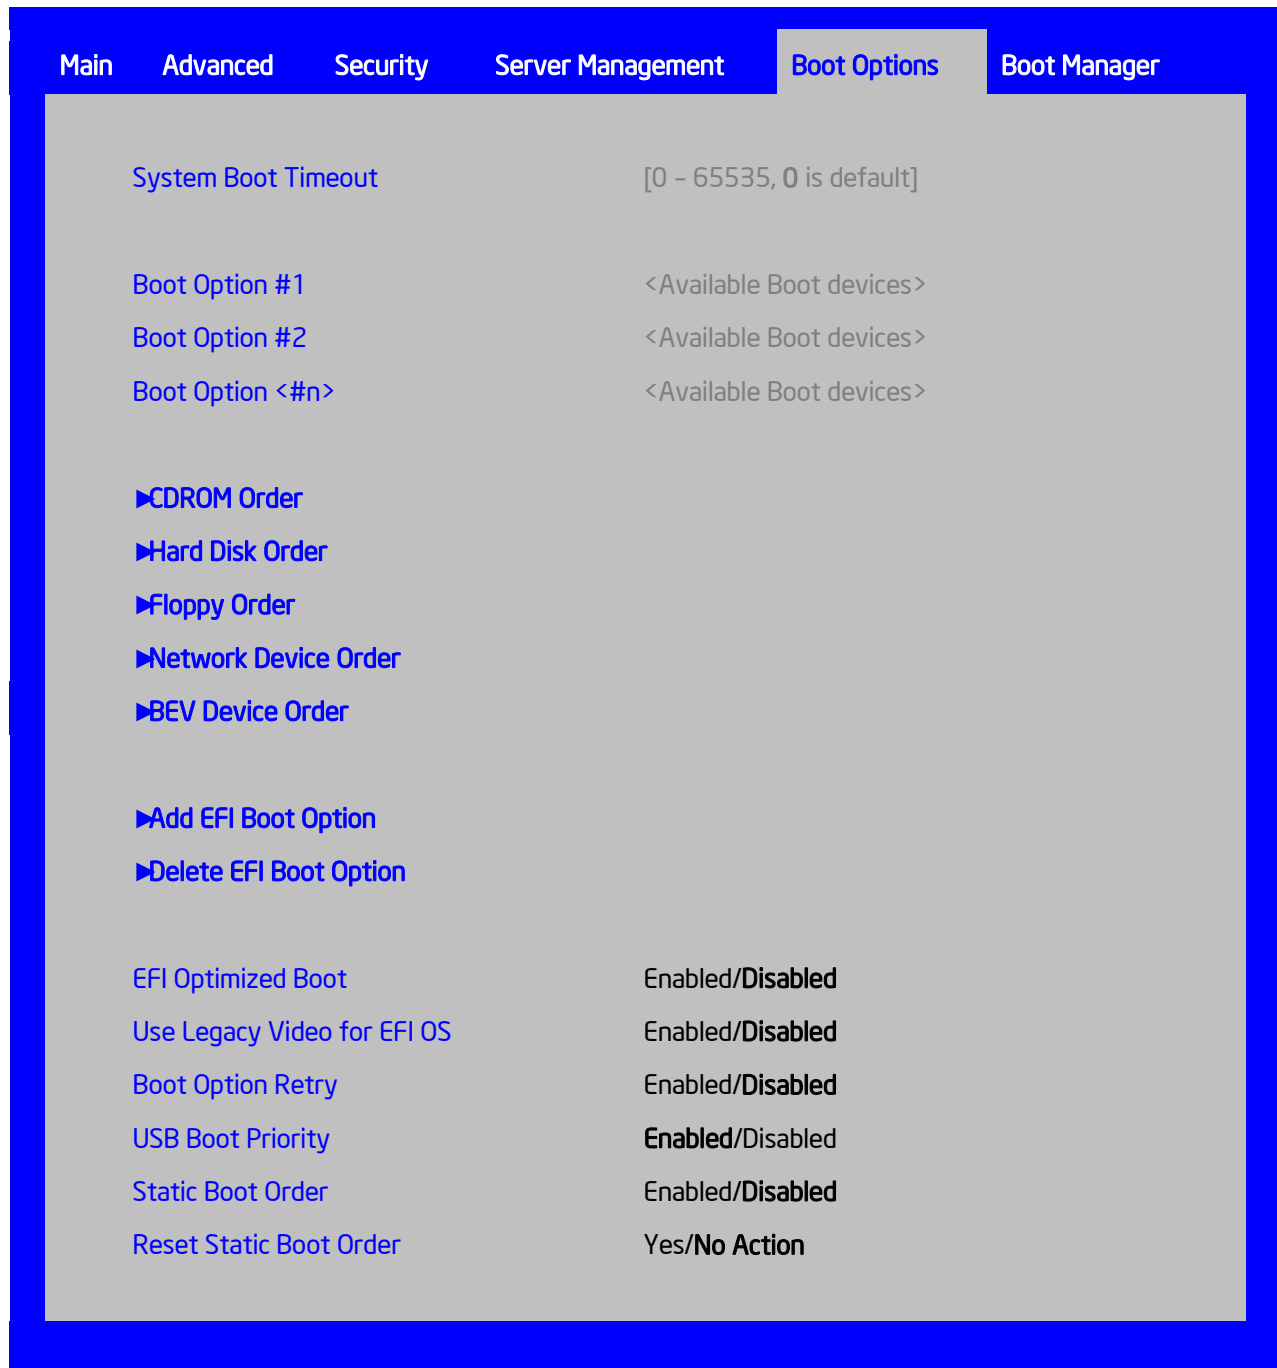 Main Advanced Security Server Management Boot Options Boot Manager
System Boot Timeout [0 – 65535, 0 is default]
Boot Option #1 <Available Boot devices>
Boot Option #2 <Available Boot devices>
Boot Option <#n> <Available Boot devices>
►CDROM Order
►Hard Disk Order
►Floppy Order
►Network Device Order
►BEV Device Order
►Add EFI Boot Option
►Delete EFI Boot Option
EFI Optimized Boot Enabled/Disabled
Use Legacy Video for EFI OS Enabled/Disabled
Boot Option Retry Enabled/Disabled
USB Boot Priority Enabled/Disabled
Static Boot Order Enabled/Disabled
Reset Static Boot Order Yes/No Action